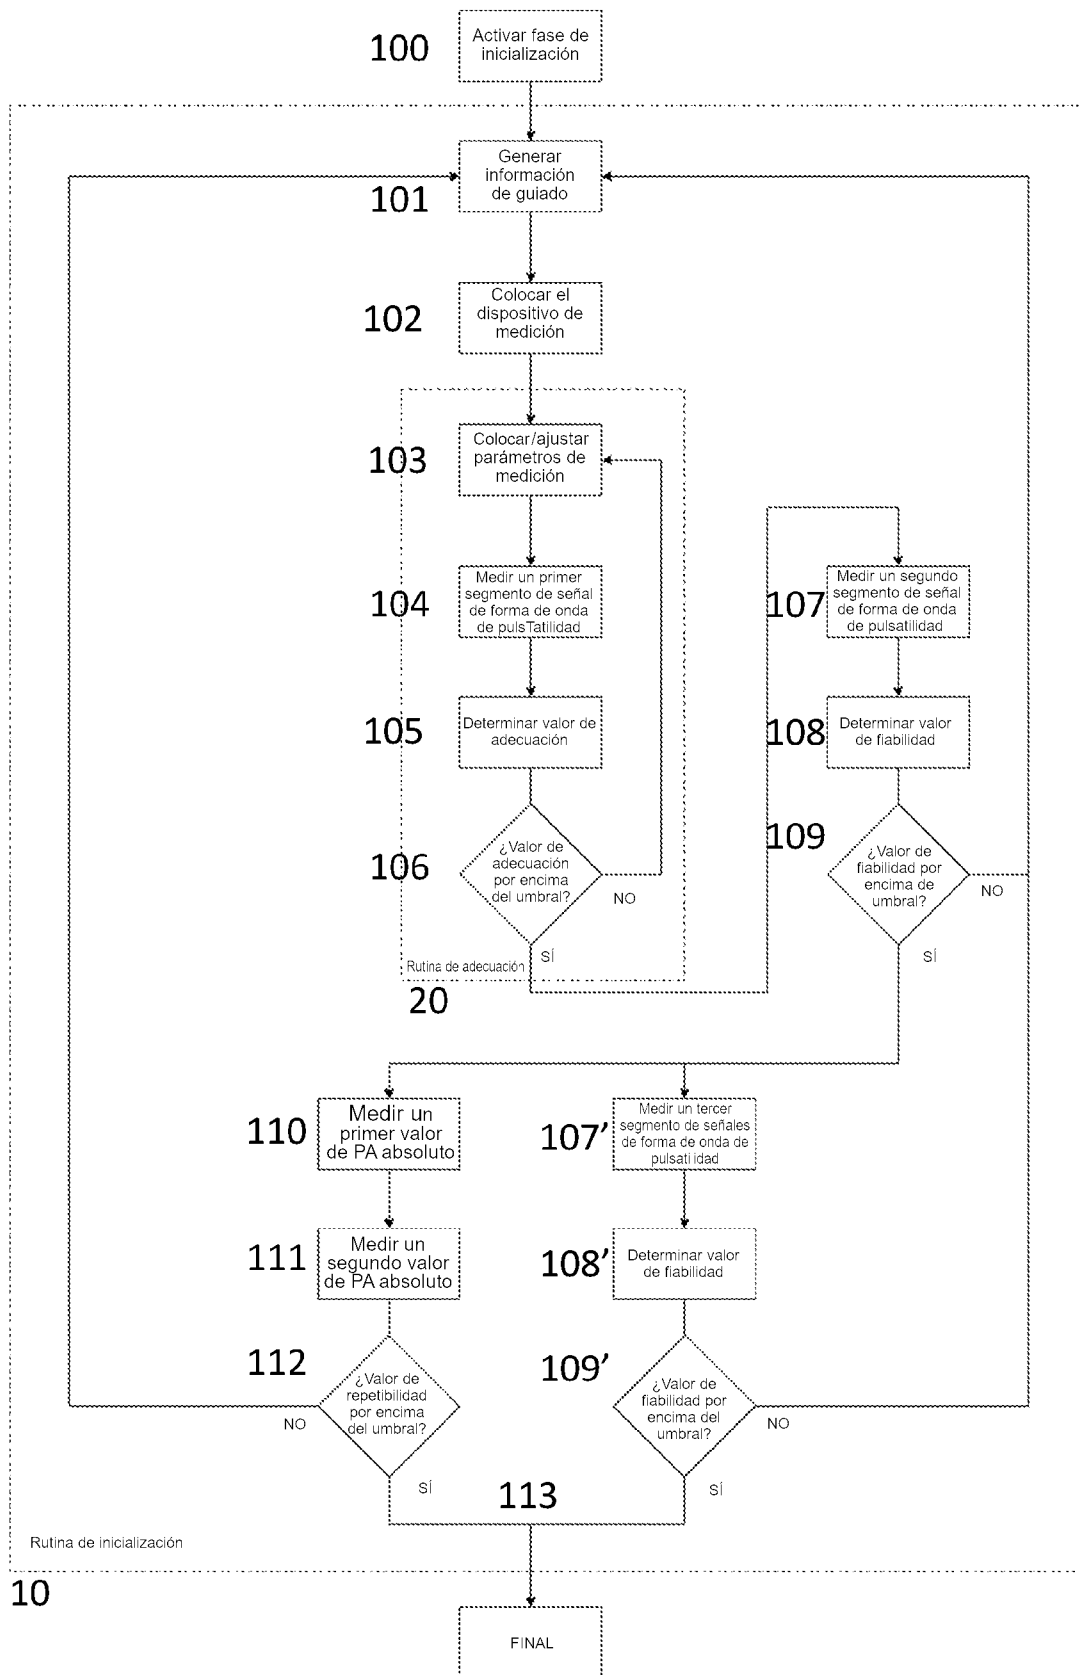 100
Activar fase de
inicialización
101
Generar
información
de guiado
102
Colocar el
dispositivo de
medición
103
Colocar/ajustar
parámetros de
medición
104
Medir un primer
segmento de señal
de forma de onda
de pulsTatilidad
105
Determinar valor de
adecuación
106
¿Valor de
adecuación
por encima
del umbral?
NO
SÍ
Rutina de adecuación
20
107
Medir un segundo
segmento de señal
de forma de onda
de pulsatilidad
108
Determinar valor
de fiabilidad
109
¿Valor de
fiabilidad por
encima de
umbral?
NO
SÍ
110
Medir un
primer valor
de PA absoluto
111
Medir un
segundo valor
de PA absoluto
112
¿Valor de
repetibilidad
por encima
del umbral?
NO
SÍ
107’
Medir un tercer
segmento de señales
de forma de onda de
pulsatilidad
108’
Determinar valor
de fiabilidad
109’
¿Valor de
fiabilidad por
encima del
umbral?
NO
SÍ
113
Rutina de inicialización
10
FINAL